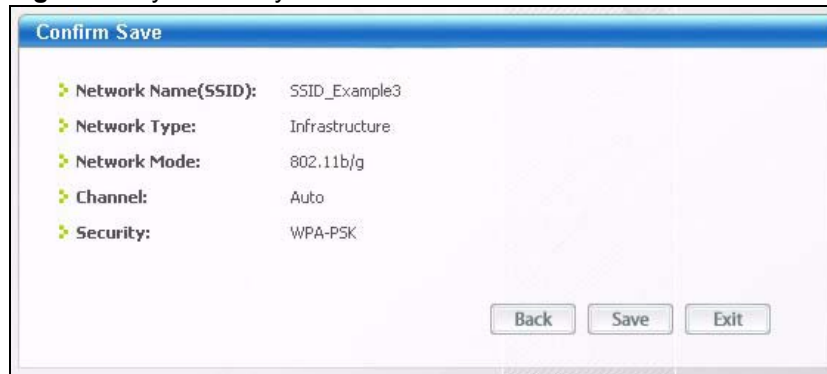 Confirm Save
Network Name(SSID): SSID_Example3
Network Type: Infrastructure
Network Mode: 802.11b/g
Channel: Auto
Security: WPA-PSK
Back Save Exit